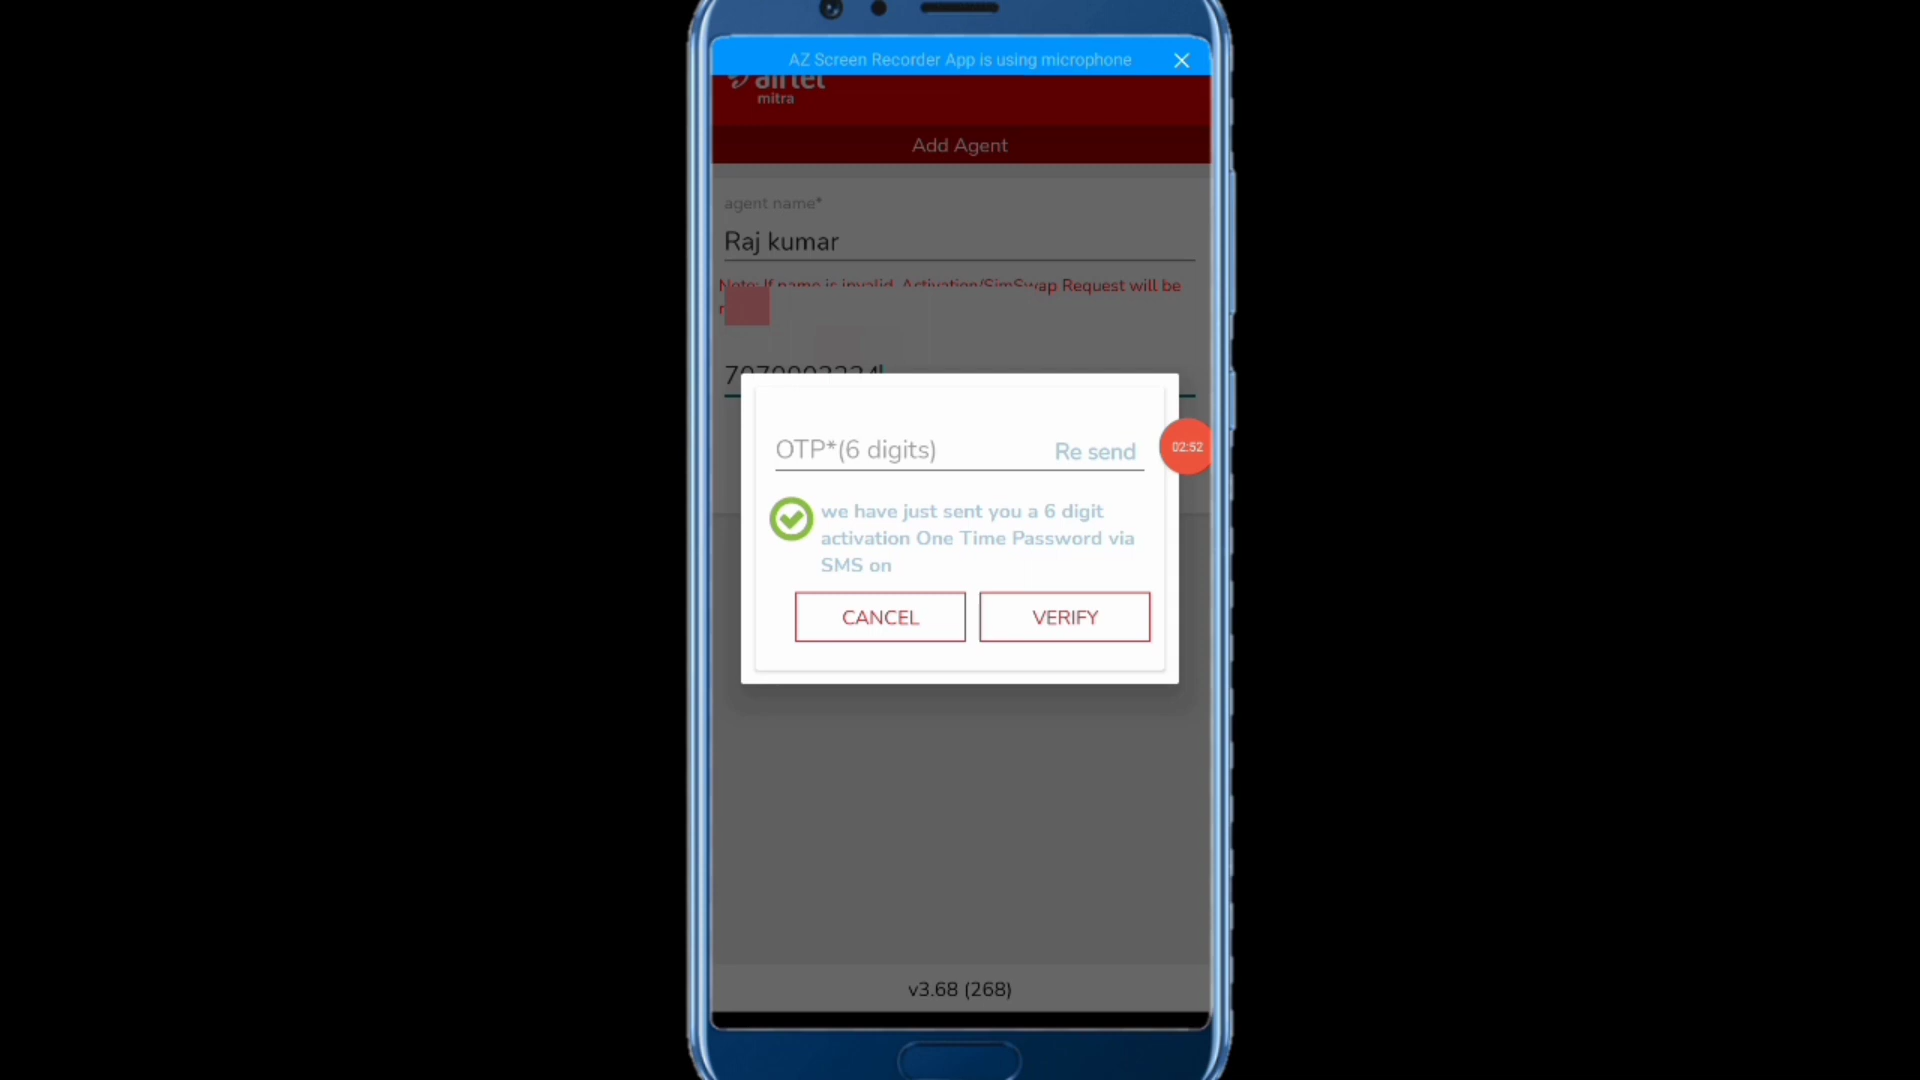 AZ Screen Recorder App is using microphone
airtel
mitra
Add Agent
agent name*
Raj kumar
Note: If name is invalid, Activation/SimSwap Request will be
OTP*(6 digits)
Re send
02:52
we have just sent you a 6 digit
activation One Time Password via
SMS on
CANCEL
VERIFY
v3.68 (268)